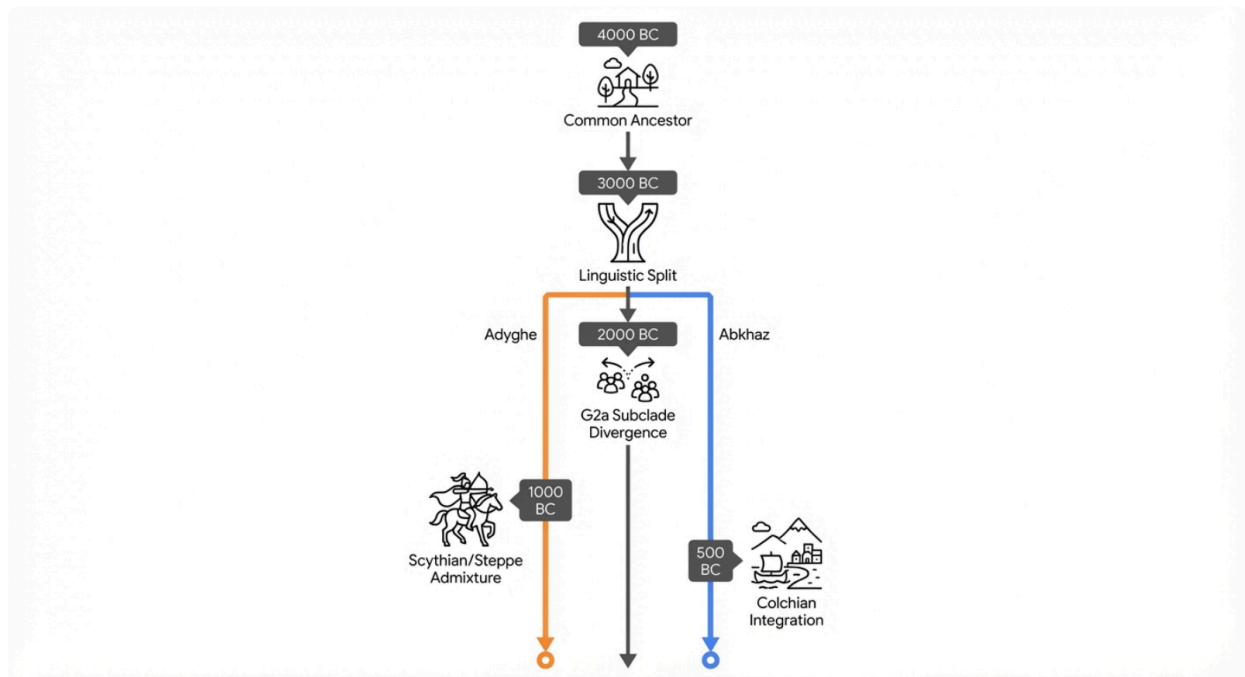 4000 BC
Common Ancestor
3000 BC
Linguistic Split
Adyghe
2000 BC
Abkhaz
G2a Subclade
Divergence
1000
BC
Scythian/Steppe
Admixture
500
BC
Colchian
Integration